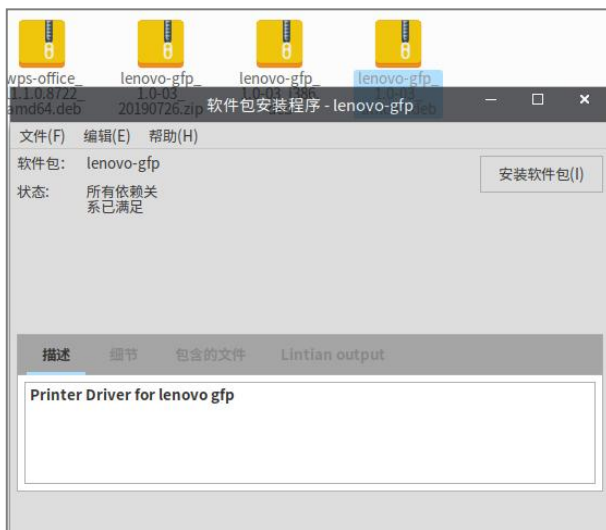 wps-office_ lenovo-gfp_ lenovo-gfp_ lenovo-gfp_
1.1.0.8722_ 1.0-03_ 1.0-03_i386. 1.0-03_
amd64.deb 20190726.zip
软件包安装程序 - lenovo-gfp
文件(F) 编辑(E) 帮助(H)
软件包: lenovo-gfp
安装软件包(I)
状态: 所有依赖关
系已满足
描述 细节 包含的文件 Lintian output
Printer Driver for lenovo gfp